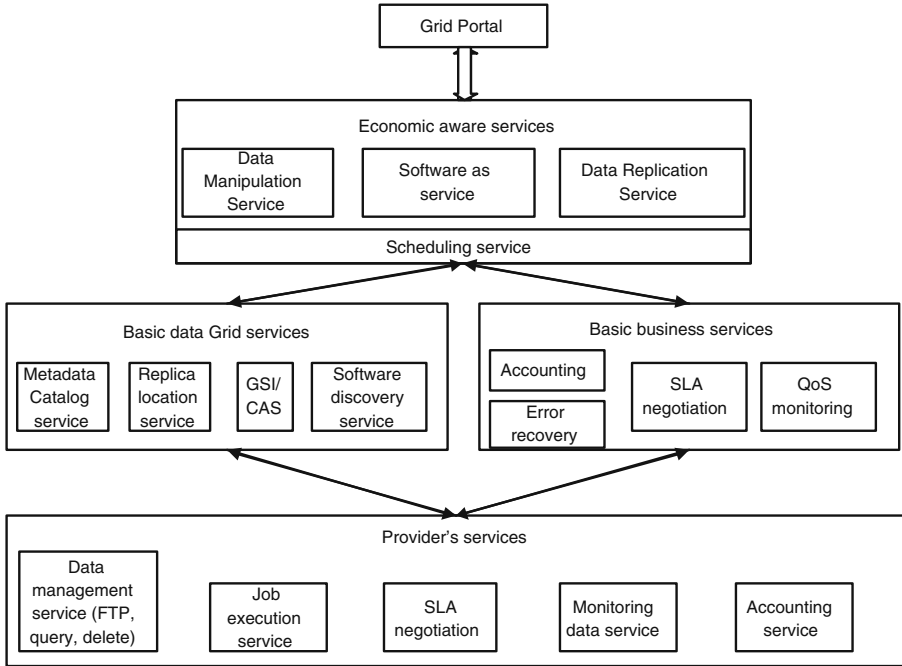 Grid Portal
Economic aware services
Data
Manipulation
Service
Software as
service
Data Replication
Service
Scheduling service
Basic data Grid services
Metadata
Catalog
service
Replica
location
service
GSI/
CAS
Software
discovery
service
Basic business services
Accounting
Error
recovery
SLA
negotiation
QoS
monitoring
Provider's services
Data
management
service (FTP,
query, delete)
Job
execution
service
SLA
negotiation
Monitoring
data service
Accounting
service